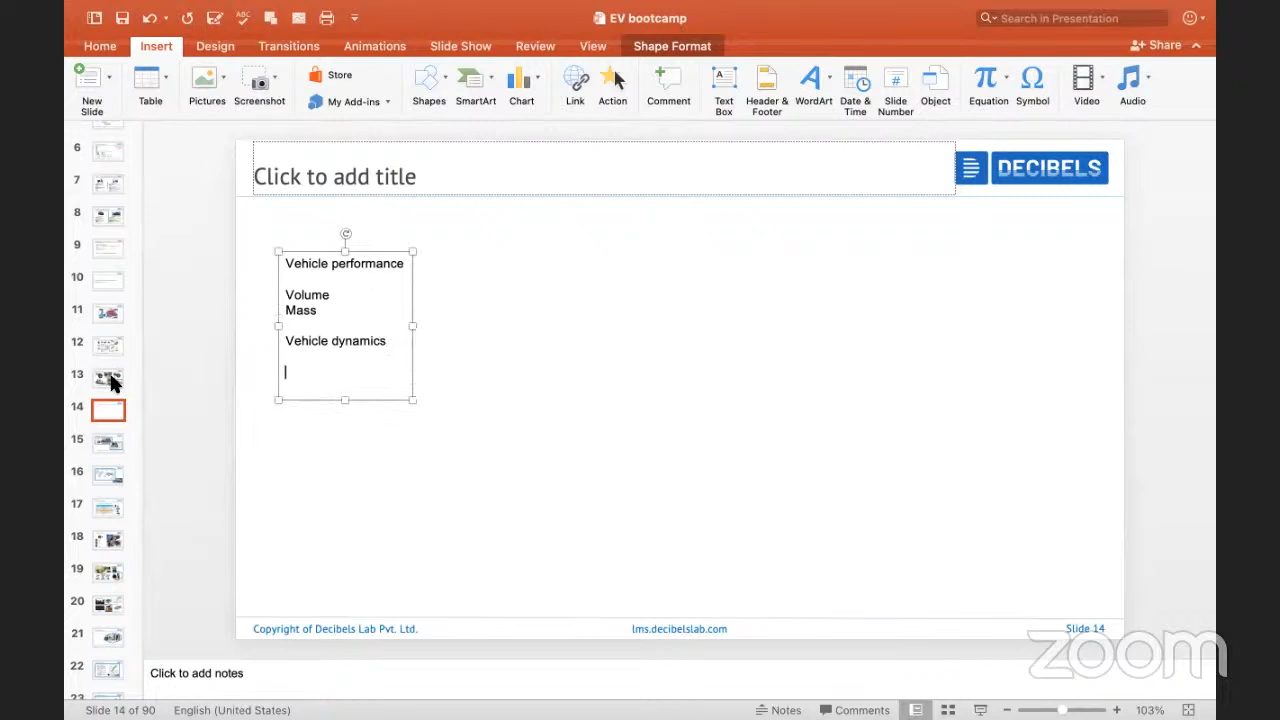 EV bootcamp
Search in Presentation
Home Insert Design Transitions Animations Slide Show Review View Shape Format Share
New Slide
Table
Pictures
Screenshot
Store
My Add-ins
Shapes
SmartArt
Chart
Link
Action
Comment
Text Box
Header & Footer
WordArt
Date & Time
Slide Number
Object
Equation
Symbol
Video
Audio
6
7
8
9
10
11
12
13
14
15
16
17
18
19
20
21
22
23
Click to add title
DECIBELS
Vehicle performance
Volume
Mass
Vehicle dynamics
Copyright of Decibels Lab Pvt. Ltd.
lms.decibelslab.com
Slide 14
zoom
Click to add notes
Slide 14 of 90 English (United States) Notes Comments 103%